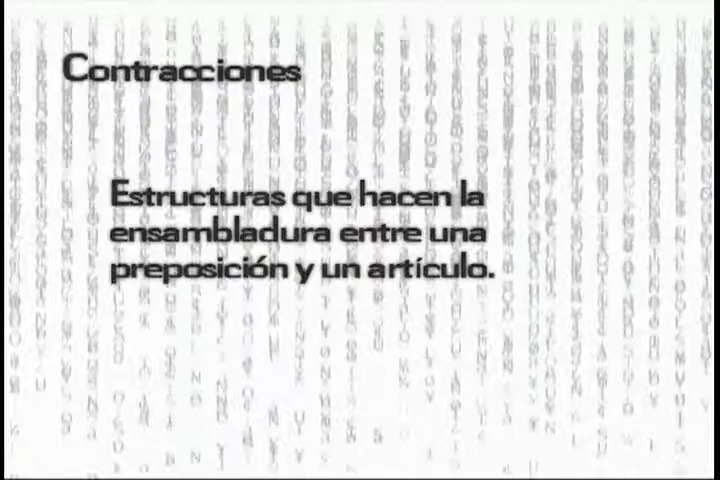 Contracciones
Estructuras que hacen la
ensambladura entre una
preposición y un artículo.